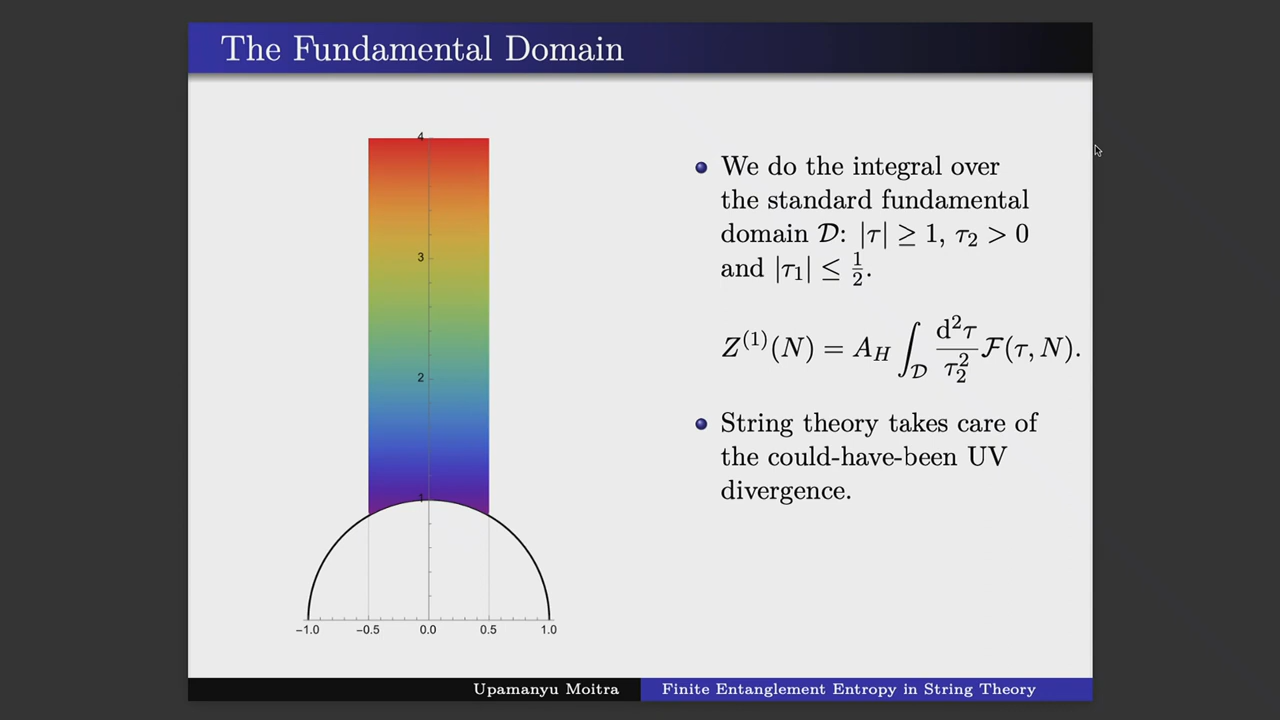 The Fundamental Domain
4
3
2
1
−1.0 −0.5 0.0 0.5 1.0
We do the integral over
the standard fundamental
domain 𝒟: |τ| ≥ 1, τ₂ > 0
and |τ₁| ≤ 1/2.
Z⁽¹⁾(N) = A_H ∫_𝒟 d²τ/τ₂² ℱ(τ, N).
String theory takes care of
the could-have-been UV
divergence.
Upamanyu Moitra
Finite Entanglement Entropy in String Theory